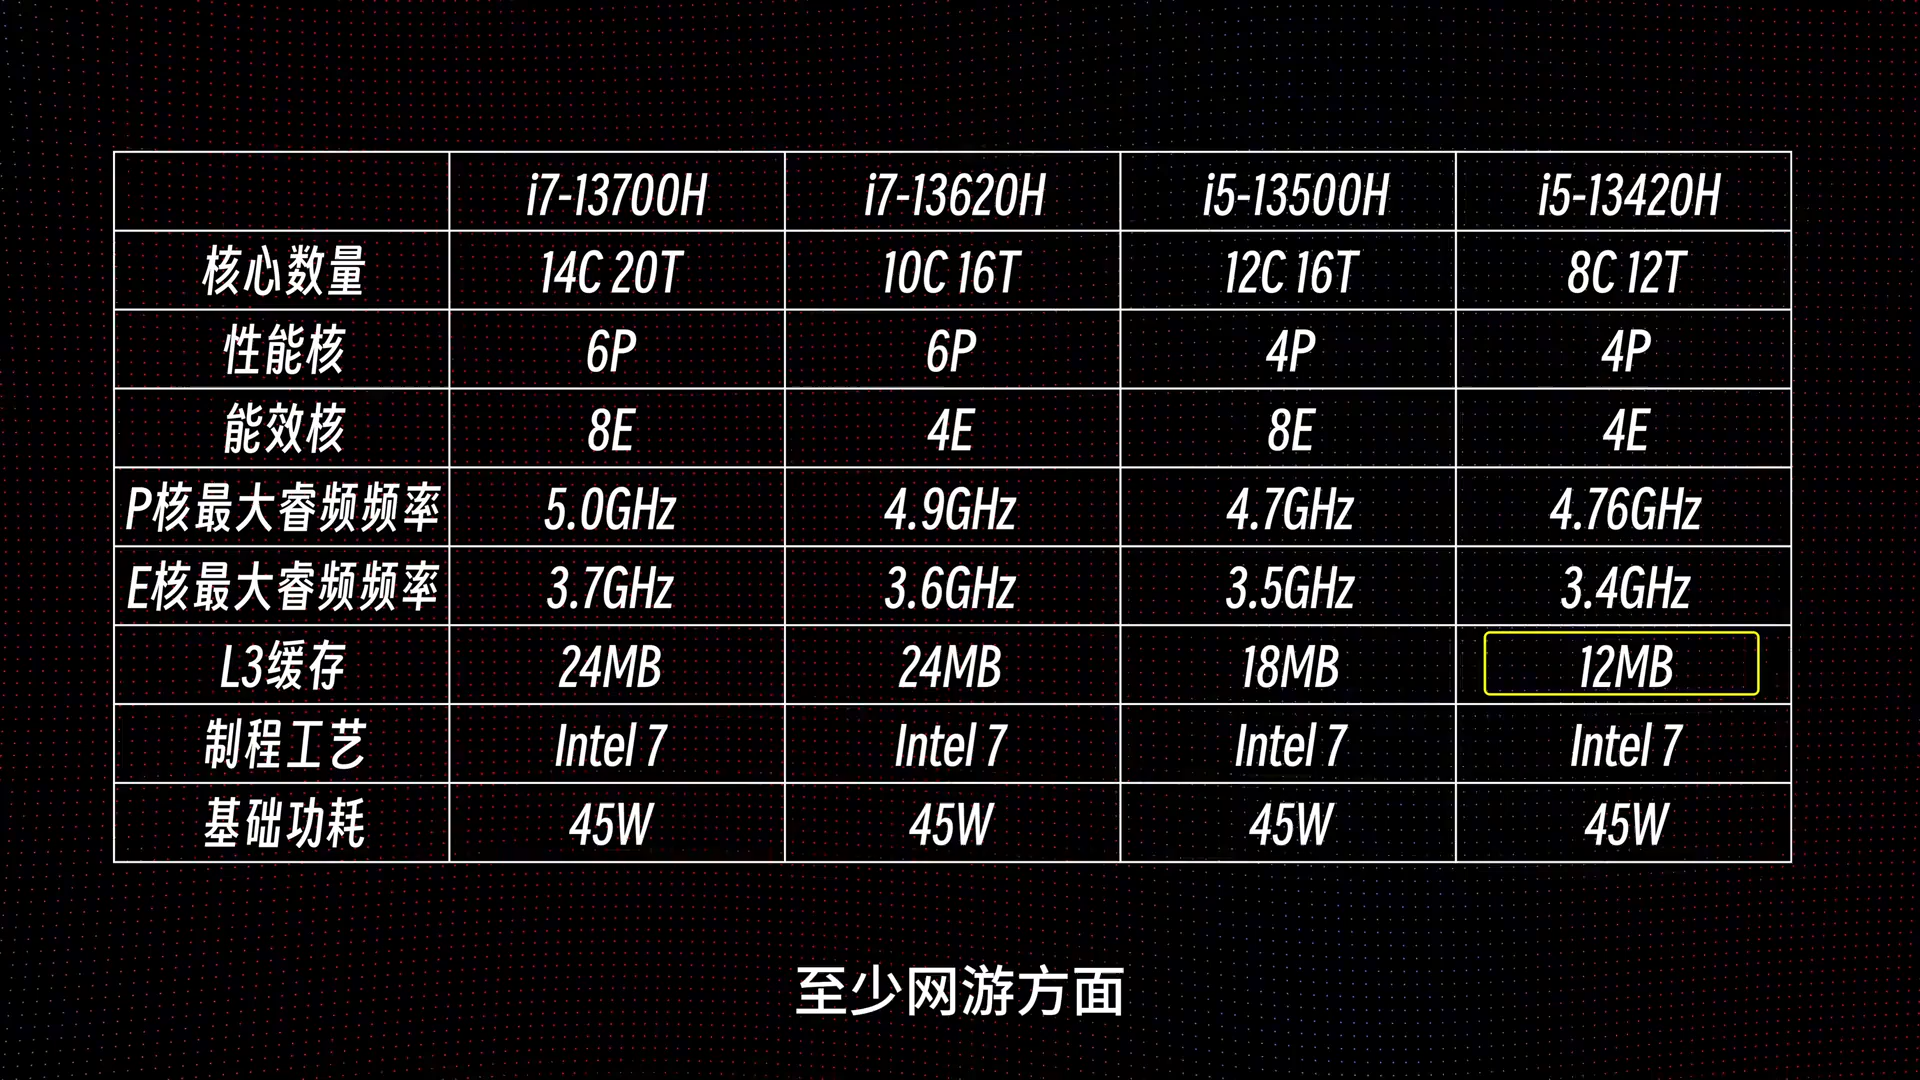 i7-13700H i7-13620H i5-13500H i5-13420H
核心数量 14C 20T 10C 16T 12C 16T 8C 12T
性能核 6P 6P 4P 4P
能效核 8E 4E 8E 4E
P核最大睿频频率 5.0GHz 4.9GHz 4.7GHz 4.76GHz
E核最大睿频频率 3.7GHz 3.6GHz 3.5GHz 3.4GHz
L3缓存 24MB 24MB 18MB 12MB
制程工艺 Intel 7 Intel 7 Intel 7 Intel 7
基础功耗 45W 45W 45W 45W
至少网游方面